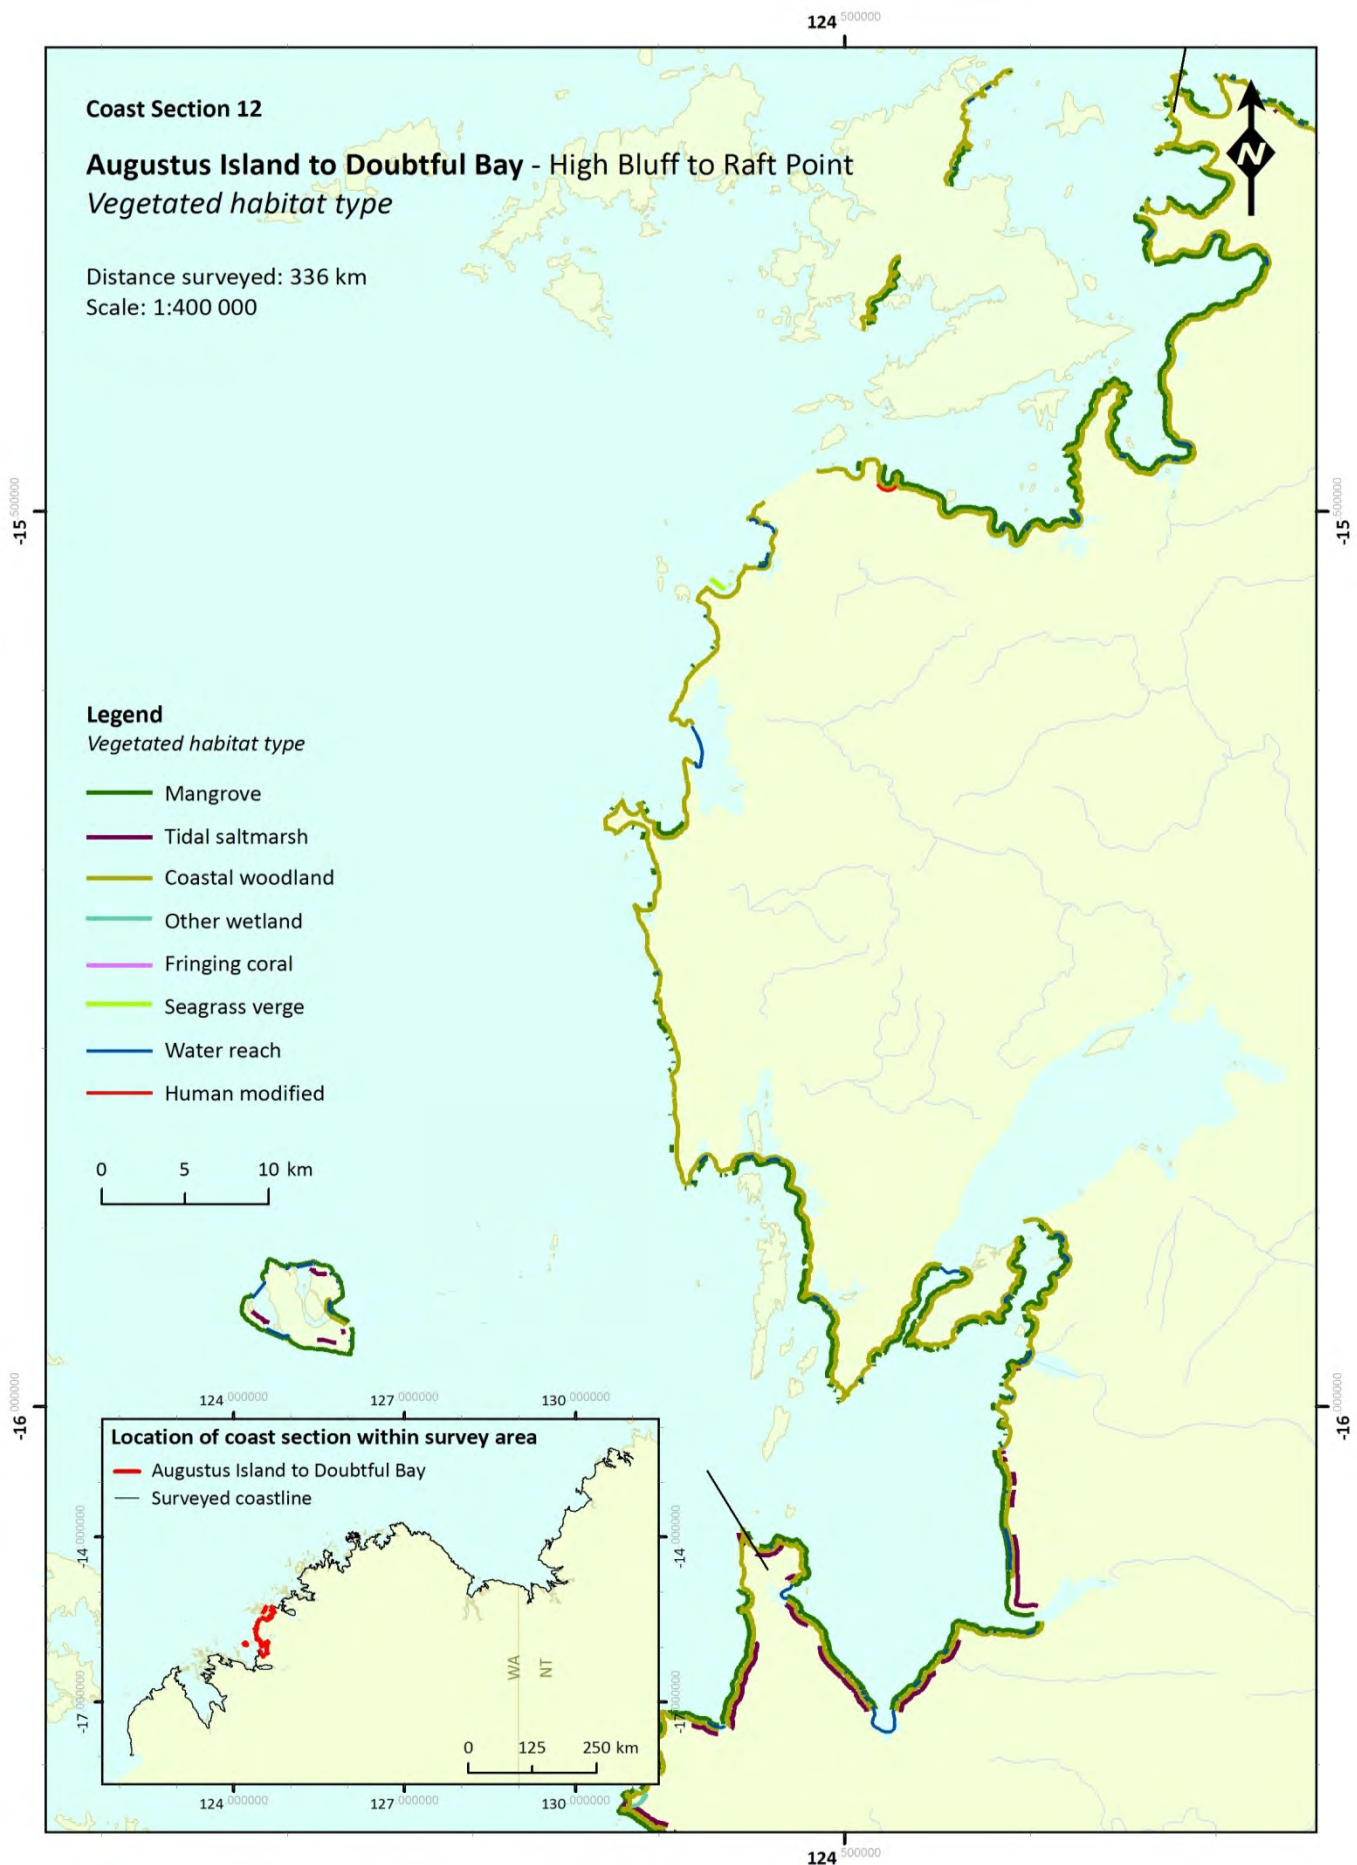 124.500000
Coast Section 12
Augustus Island to Doubtful Bay - High Bluff to Raft Point
Vegetated habitat type
Distance surveyed: 336 km
Scale: 1:400 000
N
-15.500000
-15.500000
Legend
Vegetated habitat type
Mangrove
Tidal saltmarsh
Coastal woodland
Other wetland
Fringing coral
Seagrass verge
Water reach
Human modified
0 5 10 km
-16.000000
-16.000000
124.000000 127.000000 130.000000
Location of coast section within survey area
Augustus Island to Doubtful Bay
Surveyed coastline
-14.000000
-14.000000
WA
NT
-17.000000
-17.000000
0 125 250 km
124.000000 127.000000 130.000000
124.500000